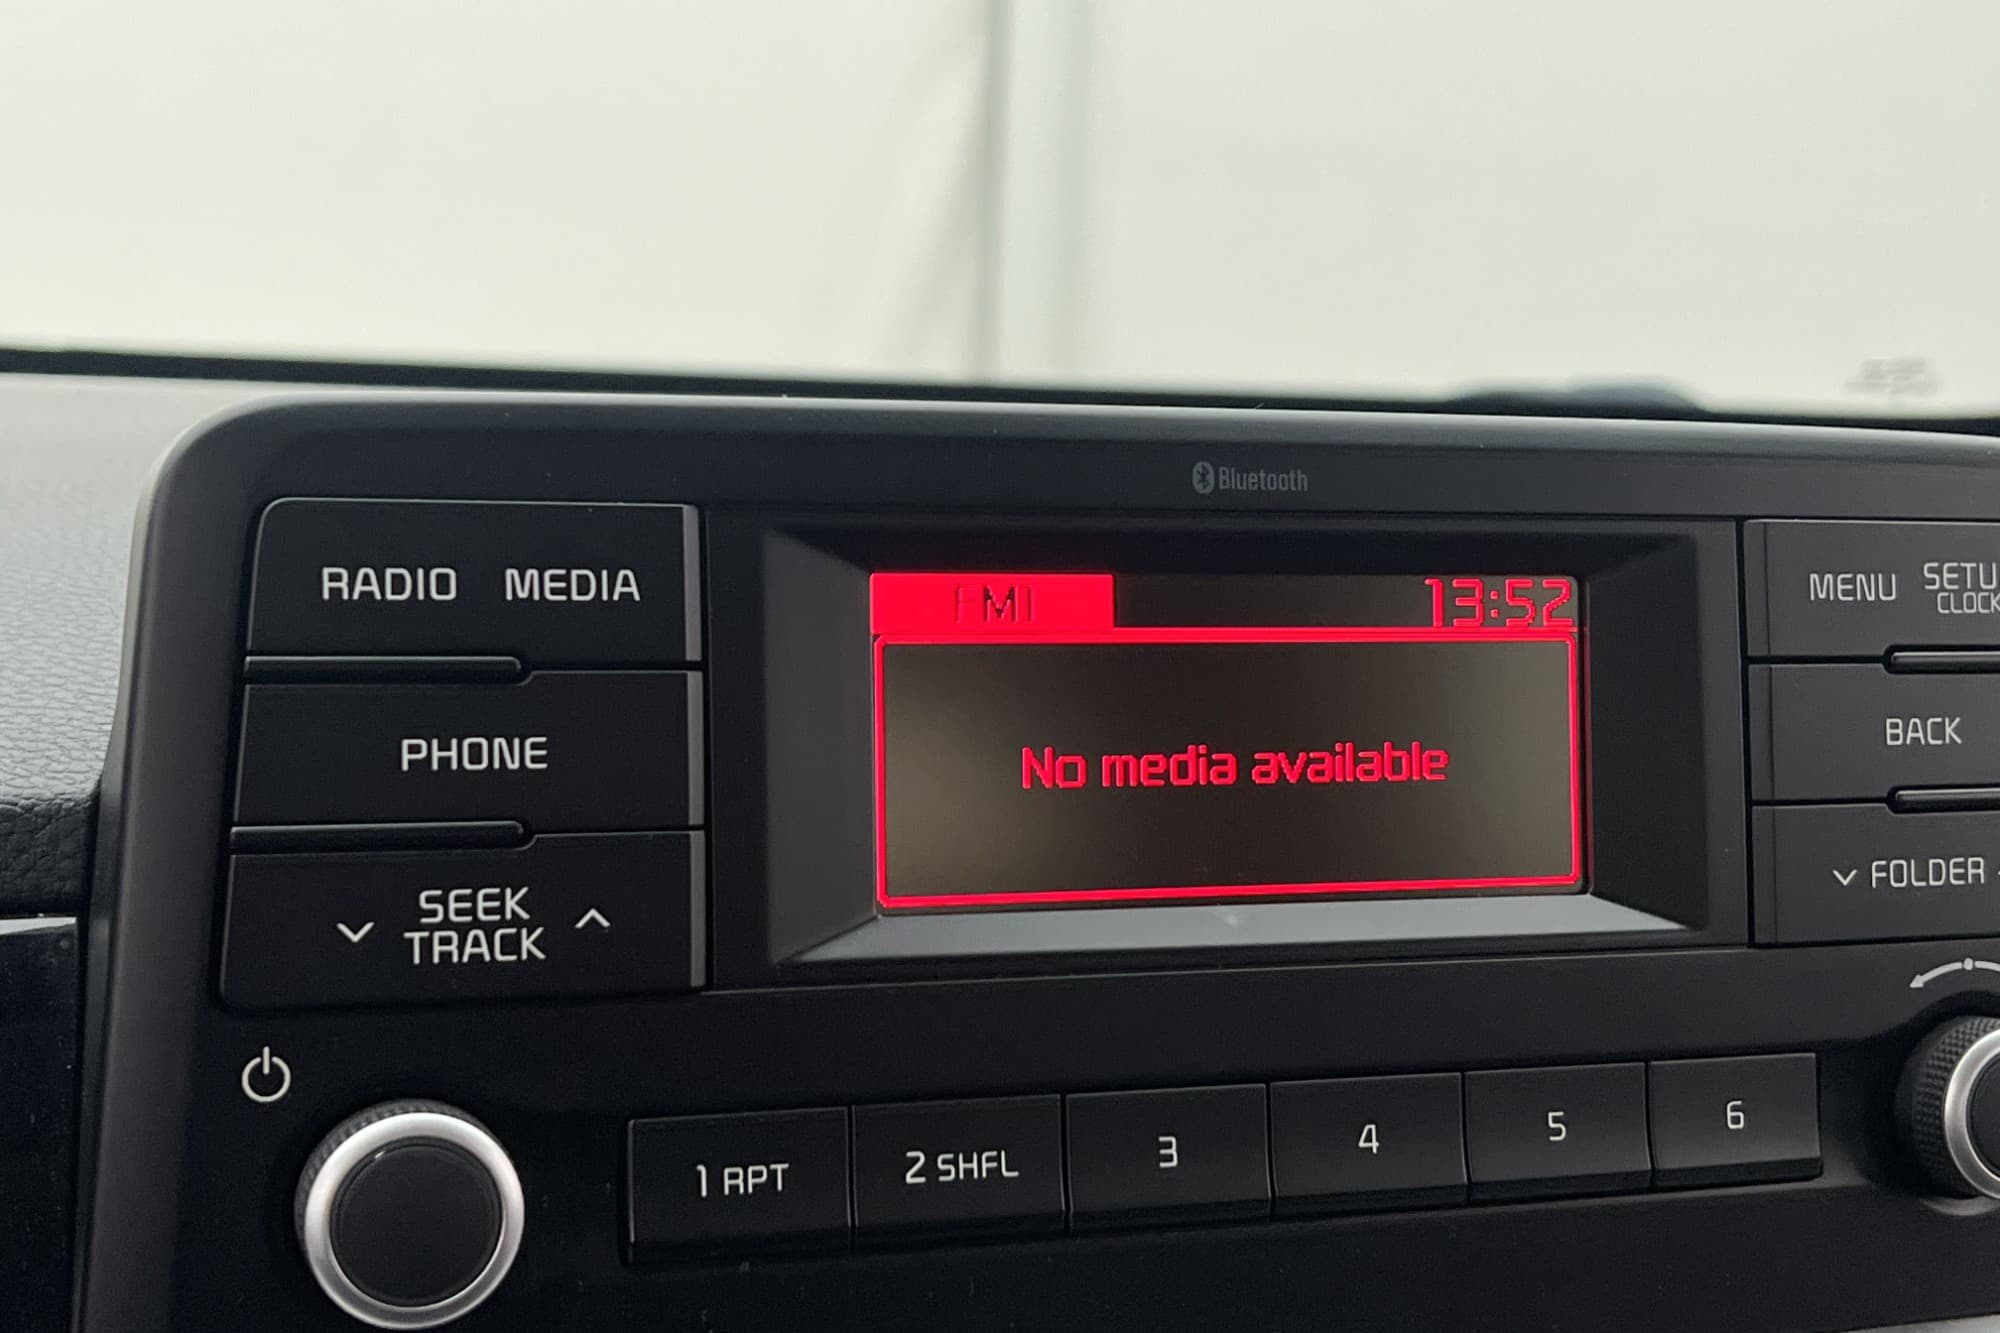 Bluetooth
RADIO MEDIA
FM1 13:52
MENU
CLOCK
PHONE
No media available
BACK
SEEK
TRACK
FOLDER
1 RPT 2 SHFL 3 4 5 6